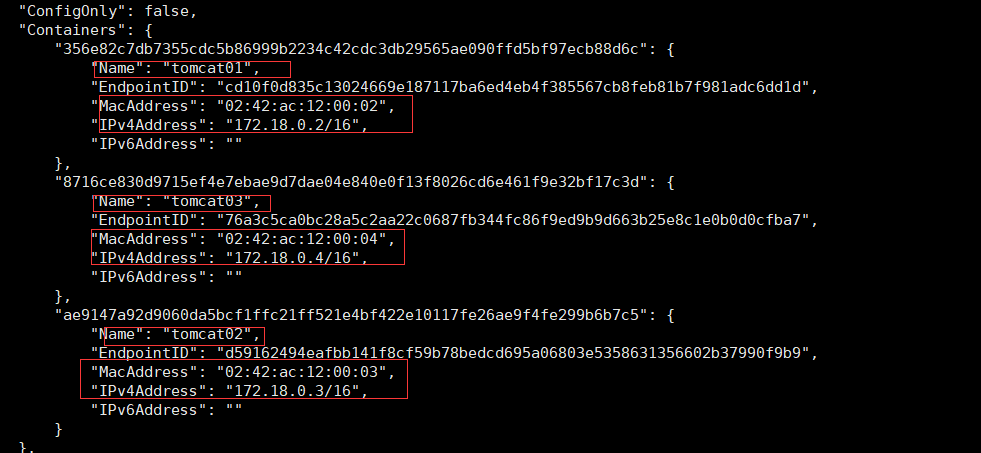 "ConfigOnly": false,
"Containers": {
"356e82c7db7355cdc5b86999b2234c42cdc3db29565ae090ffd5bf97ecb88d6c": {
"Name": "tomcat01",
"EndpointID": "cd10f0d835c13024669e187117ba6ed4eb4f385567cb8feb81b7f981adc6dd1d",
"MacAddress": "02:42:ac:12:00:02",
"IPv4Address": "172.18.0.2/16",
"IPv6Address": ""
},
"8716ce830d9715ef4e7ebae9d7dae04e840e0f13f8026cd6e461f9e32bf17c3d": {
"Name": "tomcat03",
"EndpointID": "76a3c5ca0bc28a5c2aa22c0687fb344fc86f9ed9b9d663b25e8c1e0b0d0cfba7",
"MacAddress": "02:42:ac:12:00:04",
"IPv4Address": "172.18.0.4/16",
"IPv6Address": ""
},
"ae9147a92d9060da5bcf1ffc21ff521e4bf422e10117fe26ae9f4fe299b6b7c5": {
"Name": "tomcat02",
"EndpointID": "d59162494eafbb141f8cf59b78bedcd695a06803e5358631356602b37990f9b9",
"MacAddress": "02:42:ac:12:00:03",
"IPv4Address": "172.18.0.3/16",
"IPv6Address": ""
}
},